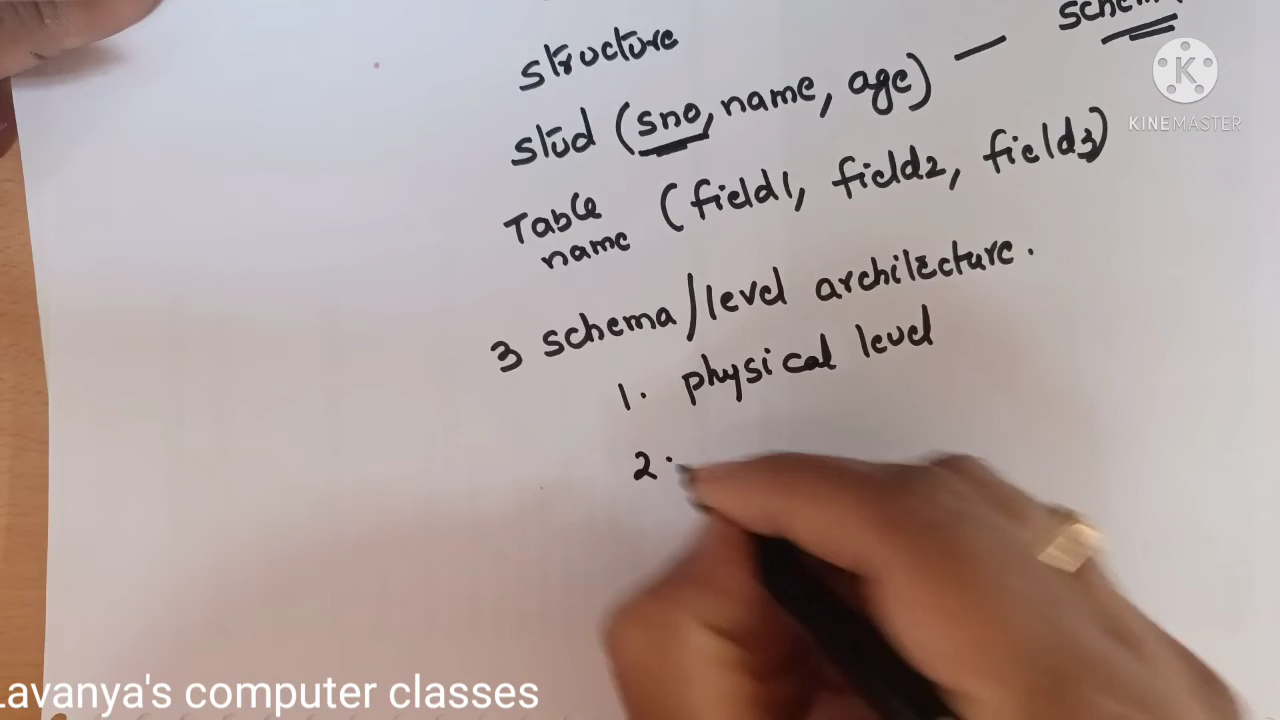 structure
schema
stud (sno, name, age) —
Table name (field1, field2, field3)
3 schema/level architecture.
1. physical level
2.
KINEMASTER
Lavanya's computer classes